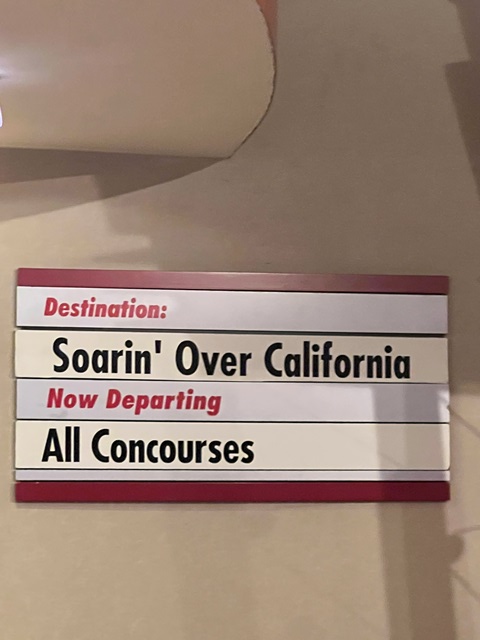 Destination:
Soarin' Over California
Now Departing
All Concourses